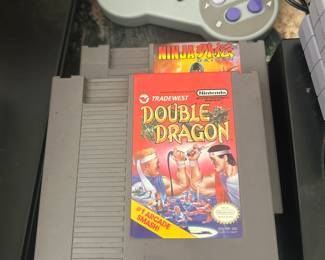 NINJA
TRADEWEST
Nintendo
DOUBLE
DRAGON
#1 ARCADE
SMASH!